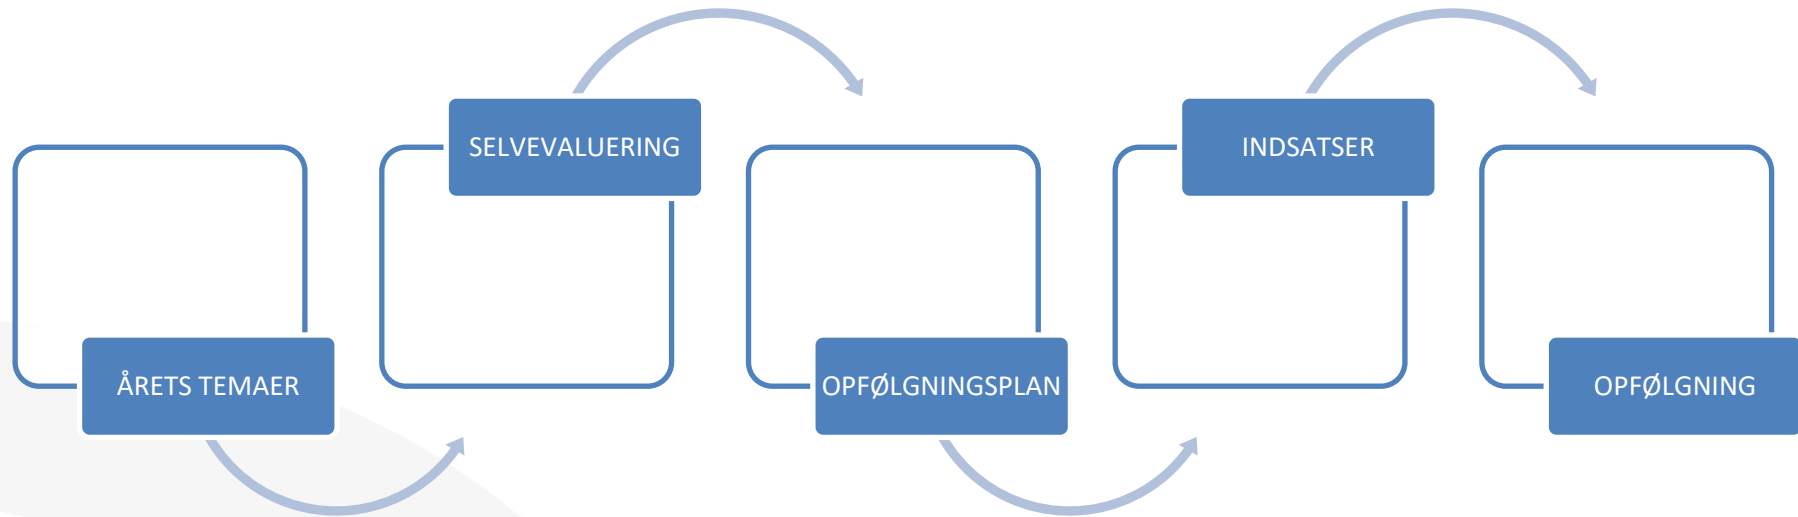 ÅRETS TEMAER
SELVEVALUERING
OPFØLGNINGSPLAN
INDSATSER
OPFØLGNING